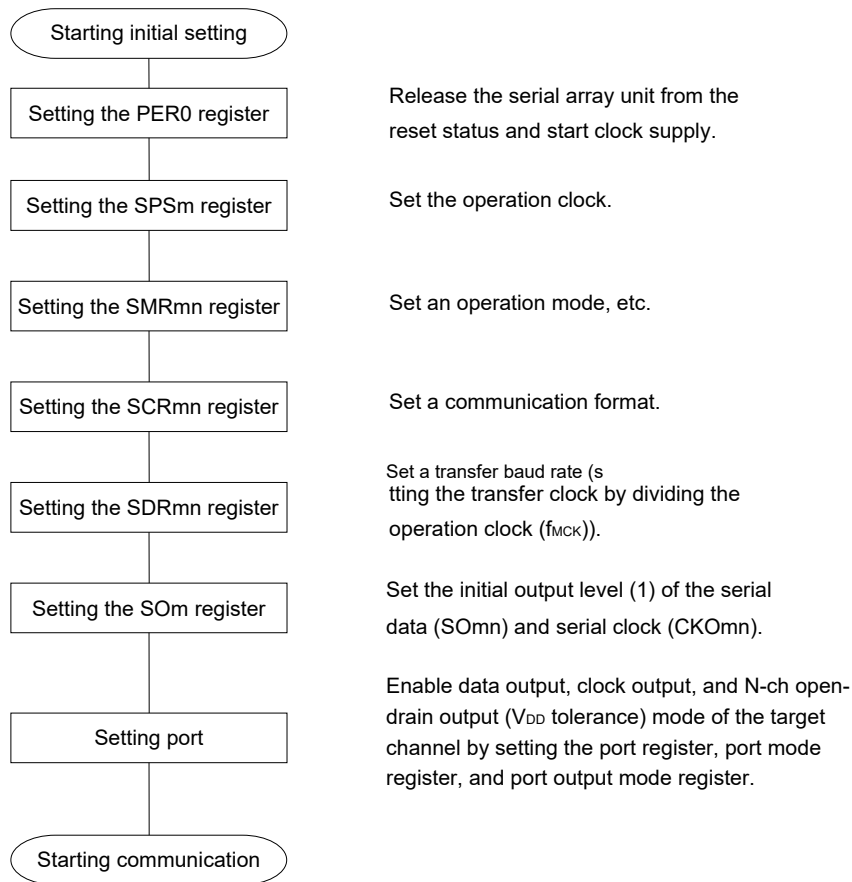 Starting initial setting
Setting the PER0 register
Release the serial array unit from the
reset status and start clock supply.
Setting the SPSm register
Set the operation clock.
Setting the SMRmn register
Set an operation mode, etc.
Setting the SCRmn register
Set a communication format.
Setting the SDRmn register
Set a transfer baud rate (s
tting the transfer clock by dividing the
operation clock (fMCK)).
Setting the SOm register
Set the initial output level (1) of the serial
data (SOmn) and serial clock (CKOmn).
Setting port
Enable data output, clock output, and N-ch open-
drain output (VDD tolerance) mode of the target
channel by setting the port register, port mode
register, and port output mode register.
Starting communication